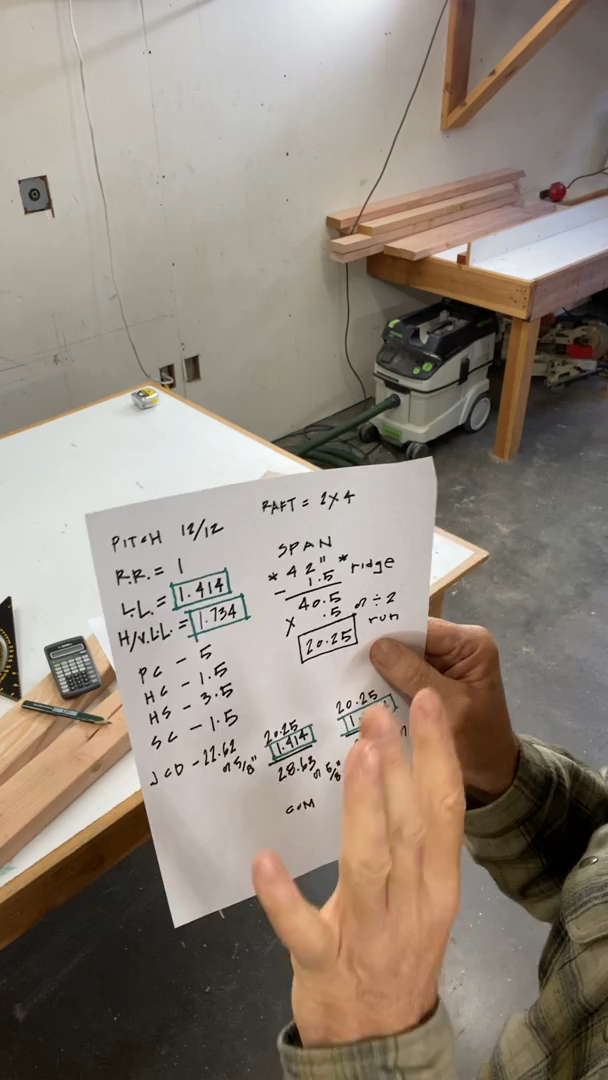 PITCH 12/12
R.R. = 1
L.L. = 1.414
H/V.LL. = 1.734
PC - 5
HC - 1.5
HS - 3.5
SC - 1.5
JCD - 22.62
or 5/8"
RAFT = 2X4
SPAN
* 42" *
- 1.5 ridge
40.5
X .5 or ÷2
20.25 run
20.25
1.414
28.63 or 5/8"
COM
20.25